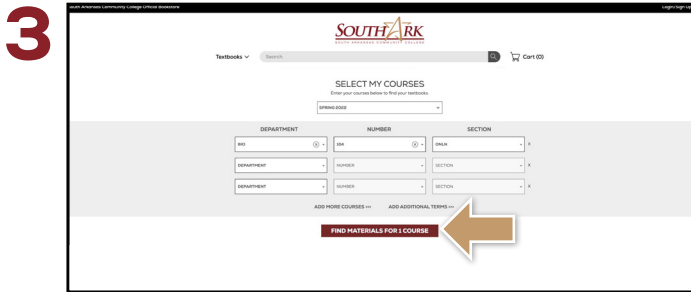 3
South Arkansas Community College Official Bookstore
Login/Sign Up
SOUTHARK
SOUTH ARKANSAS COMMUNITY COLLEGE
Textbooks Search Cart (0)
SELECT MY COURSES
Enter your courses below to find your textbooks
SPRING 2022
DEPARTMENT NUMBER SECTION
BIO 104 ONLN X
DEPARTMENT NUMBER SECTION X
DEPARTMENT NUMBER SECTION X
ADD MORE COURSES >>> ADD ADDITIONAL TERMS >>>
FIND MATERIALS FOR 1 COURSE